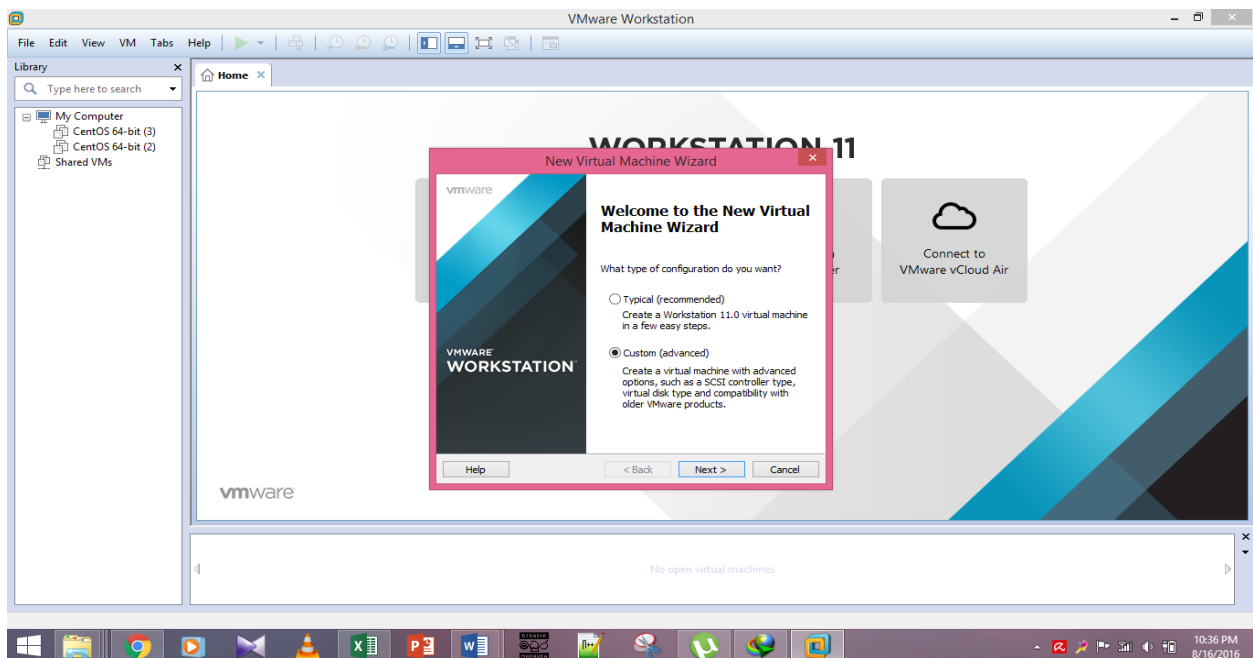 VMware Workstation
File Edit View VM Tabs Help
Library
Type here to search
My Computer
CentOS 64-bit (3)
CentOS 64-bit (2)
Shared VMs
Home
WORKSTATION 11
New Virtual Machine Wizard
vmware
Welcome to the New Virtual
Machine Wizard
What type of configuration do you want?
Typical (recommended)
Create a Workstation 11.0 virtual machine
in a few easy steps.
Custom (advanced)
Create a virtual machine with advanced
options, such as a SCSI controller type,
virtual disk type and compatibility with
older VMware products.
VMWARE
WORKSTATION
Help
< Back
Next >
Cancel
Connect to
VMware vCloud Air
vmware
No open virtual machines
10:36 PM
8/16/2016